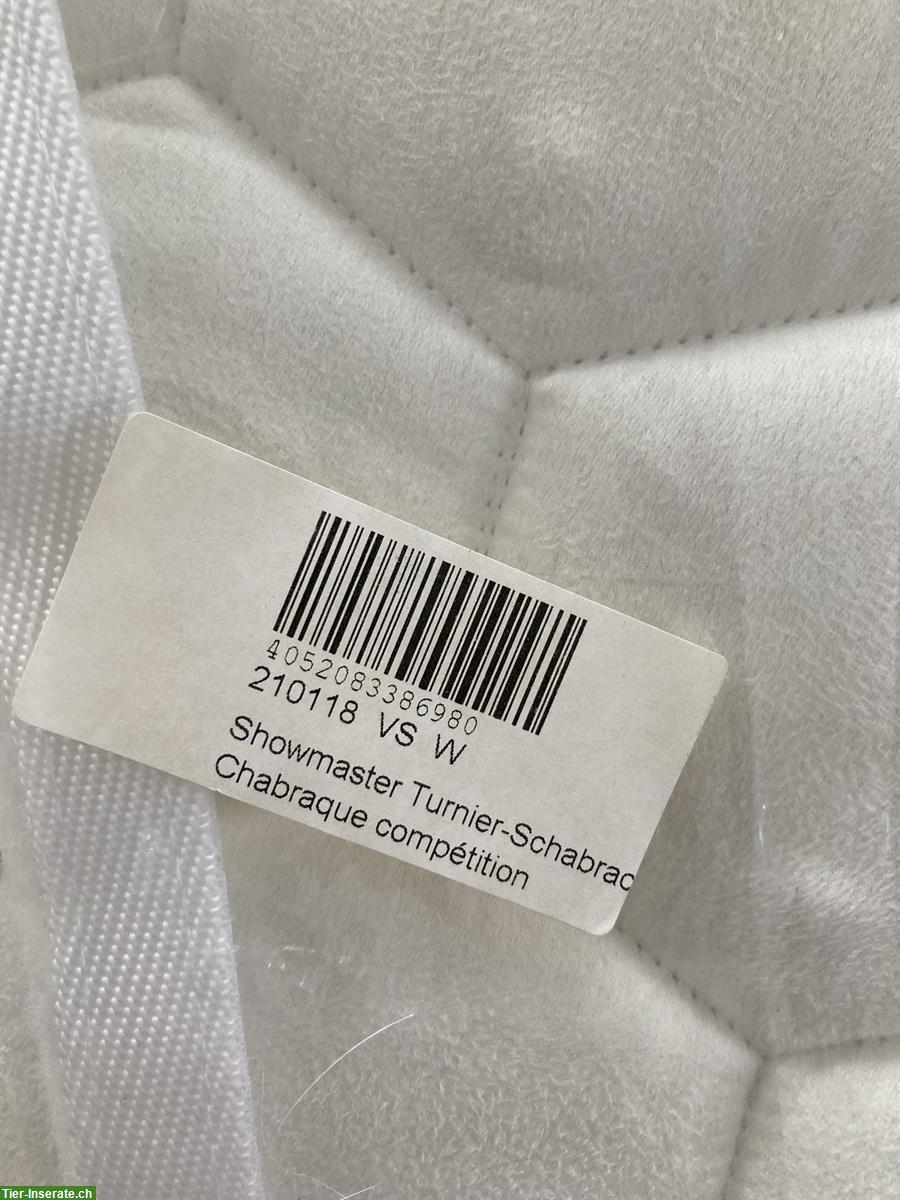 4052083386980
210118 VS W
Showmaster Turnier-Schabrac
Chabraque compétition
Tier-Inserate.ch